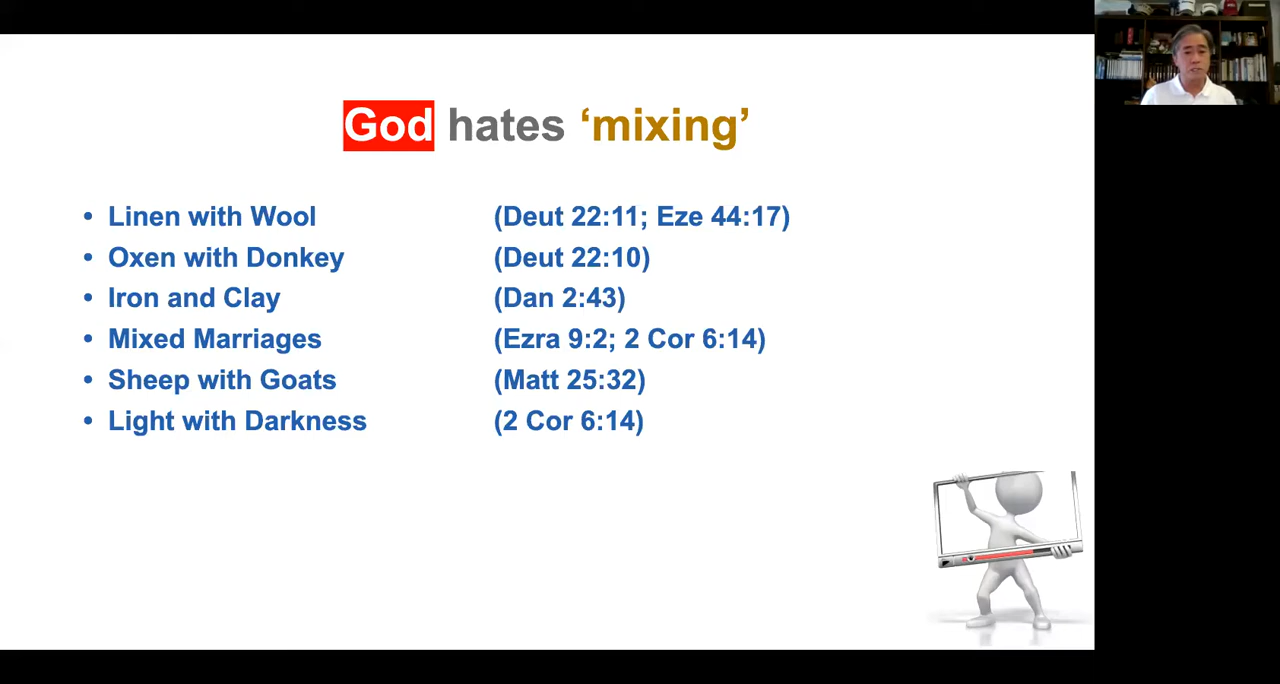 God hates ‘mixing’
• Linen with Wool (Deut 22:11; Eze 44:17)
• Oxen with Donkey (Deut 22:10)
• Iron and Clay (Dan 2:43)
• Mixed Marriages (Ezra 9:2; 2 Cor 6:14)
• Sheep with Goats (Matt 25:32)
• Light with Darkness (2 Cor 6:14)